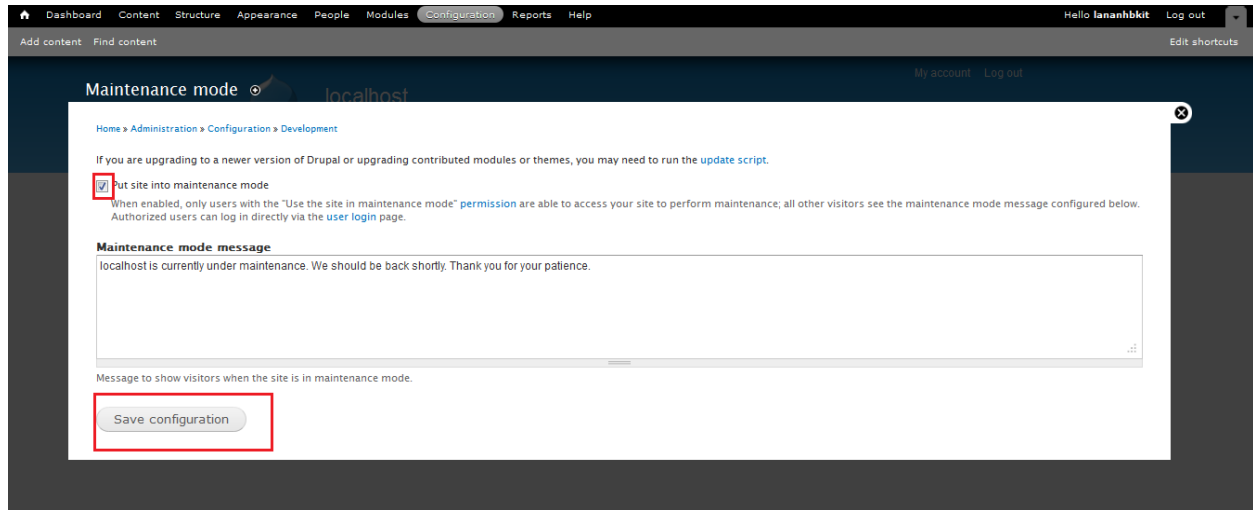 Dashboard Content Structure Appearance People Modules Configuration Reports Help Hello lananhbkit Log out
Add content Find content Edit shortcuts
My account Log out
Maintenance mode
localhost
Home » Administration » Configuration » Development
If you are upgrading to a newer version of Drupal or upgrading contributed modules or themes, you may need to run the update script.
Put site into maintenance mode
When enabled, only users with the "Use the site in maintenance mode" permission are able to access your site to perform maintenance; all other visitors see the maintenance mode message configured below.
Authorized users can log in directly via the user login page.
Maintenance mode message
localhost is currently under maintenance. We should be back shortly. Thank you for your patience.
Message to show visitors when the site is in maintenance mode.
Save configuration